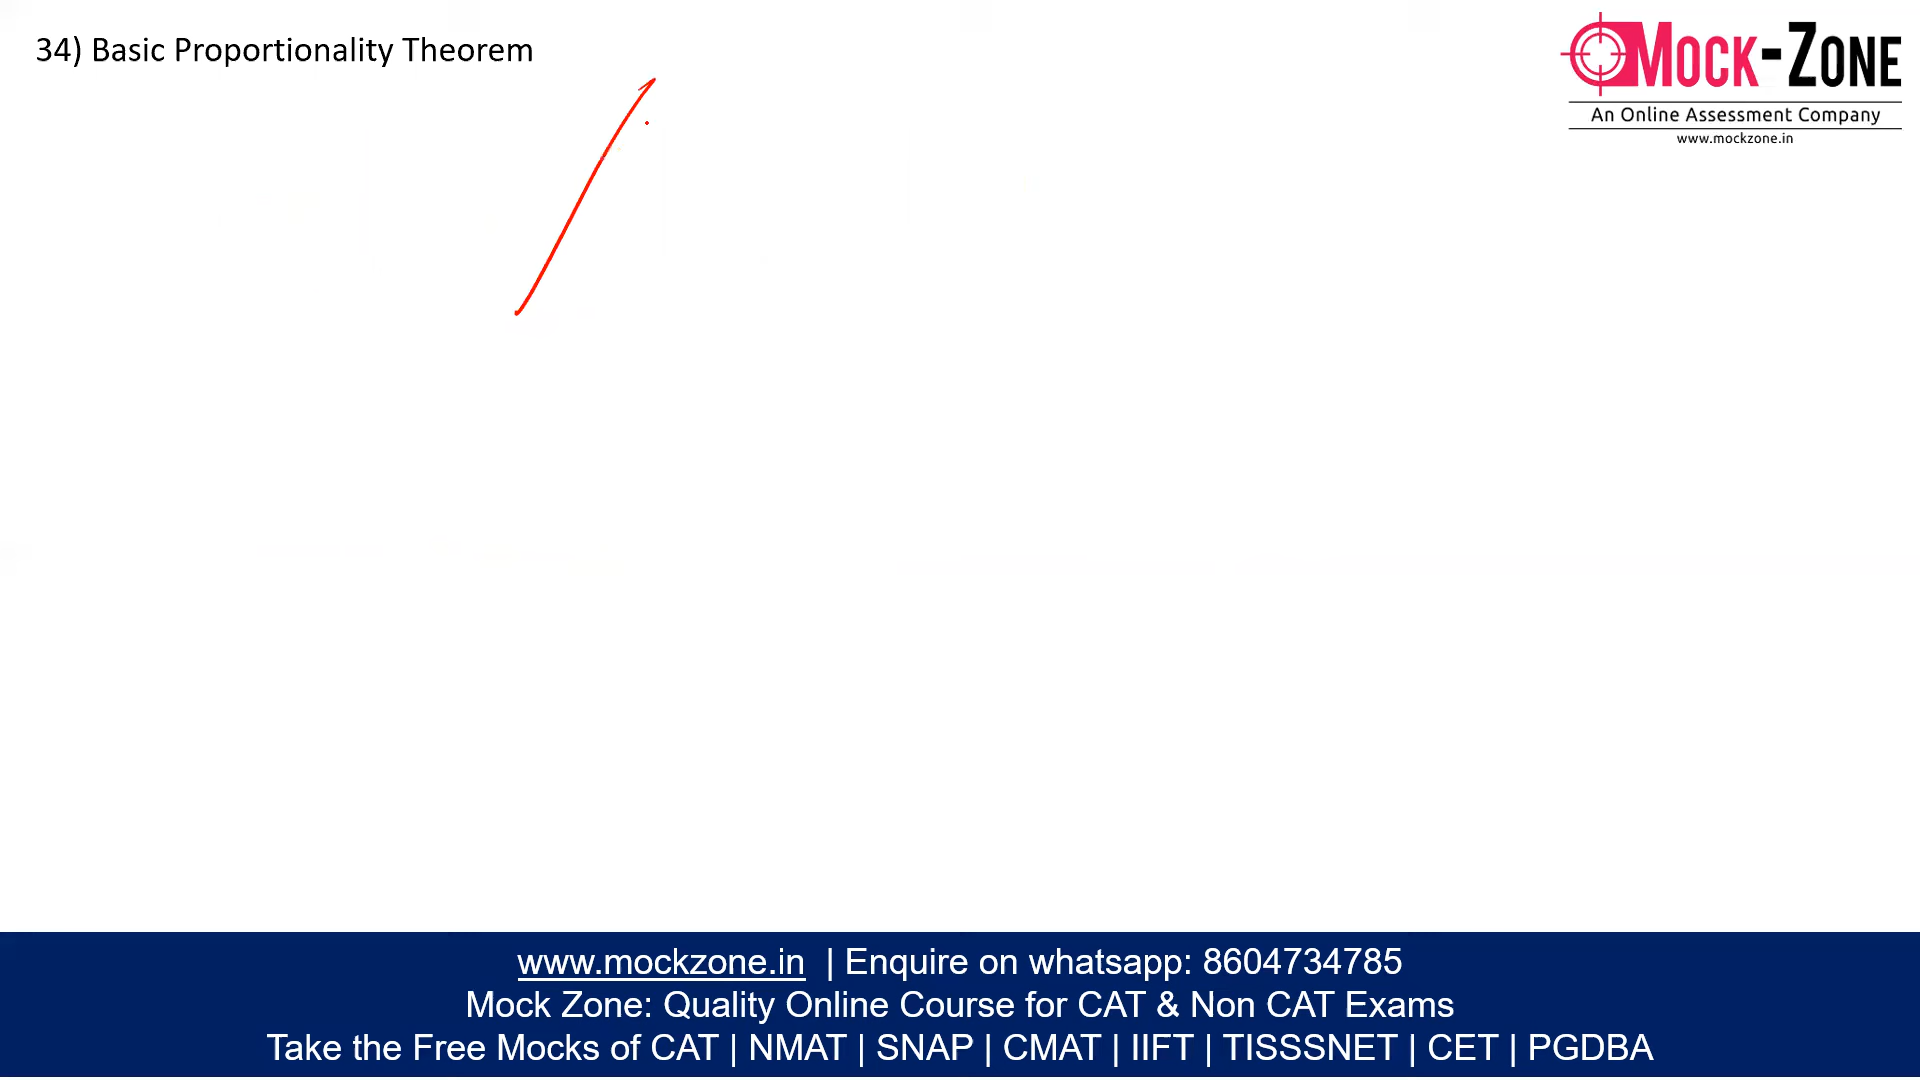 34) Basic Proportionality Theorem
MOCK-ZONE
An Online Assessment Company
www.mockzone.in
www.mockzone.in | Enquire on whatsapp: 8604734785
Mock Zone: Quality Online Course for CAT & Non CAT Exams
Take the Free Mocks of CAT | NMAT | SNAP | CMAT | IIFT | TISSSNET | CET | PGDBA